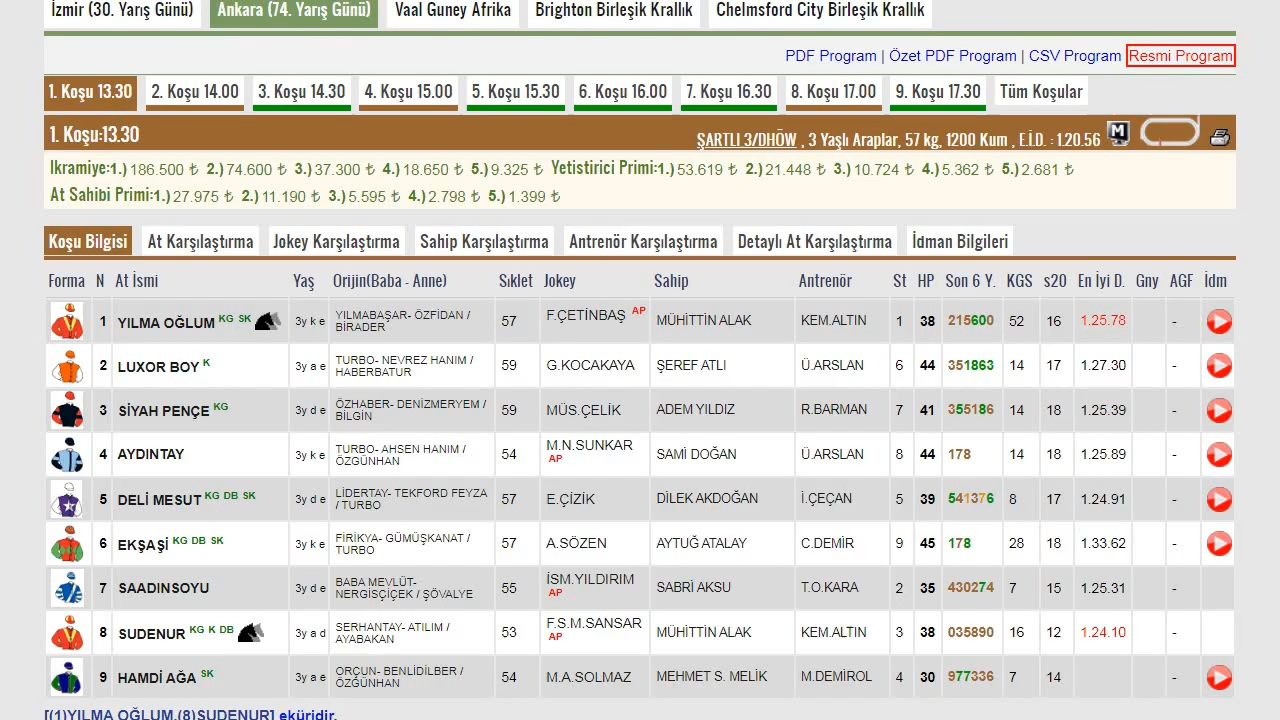 İzmir (30. Yarış Günü) Ankara (74. Yarış Günü) Vaal Guney Afrika Brighton Birleşik Krallık Chelmsford City Birleşik Krallık
PDF Program | Özet PDF Program | CSV Program Resmi Program
1. Koşu 13.30 2. Koşu 14.00 3. Koşu 14.30 4. Koşu 15.00 5. Koşu 15.30 6. Koşu 16.00 7. Koşu 16.30 8. Koşu 17.00 9. Koşu 17.30 Tüm Koşular
1. Koşu:13.30 ŞARTLI 3/DHÖW , 3 Yaşlı Araplar, 57 kg, 1200 Kum , E.İ.D. : 1.20.56 M
Ikramiye:1.) 186.500 ₺ 2.) 74.600 ₺ 3.) 37.300 ₺ 4.) 18.650 ₺ 5.) 9.325 ₺ Yetistirici Primi:1.) 53.619 ₺ 2.) 21.448 ₺ 3.) 10.724 ₺ 4.) 5.362 ₺ 5.) 2.681 ₺
At Sahibi Primi:1.) 27.975 ₺ 2.) 11.190 ₺ 3.) 5.595 ₺ 4.) 2.798 ₺ 5.) 1.399 ₺
Koşu Bilgisi At Karşılaştırma Jokey Karşılaştırma Sahip Karşılaştırma Antrenör Karşılaştırma Detaylı At Karşılaştırma İdman Bilgileri
Forma N At İsmi Yaş Orijin(Baba - Anne) Sıklet Jokey Sahip Antrenör St HP Son 6 Y. KGS s20 En İyi D. Gny AGF İdm
1 YILMA OĞLUM KG SK 3y k e YILMABAŞAR- ÖZFİDAN / BİRADER 57 F.ÇETİNBAŞ AP MÜHİTTİN ALAK KEM.ALTIN 1 38 215600 52 16 1.25.78 -
2 LUXOR BOY K 3y a e TURBO- NEVREZ HANIM / HABERBATUR 59 G.KOCAKAYA ŞEREF ATLI Ü.ARSLAN 6 44 351863 14 17 1.27.30 -
3 SİYAH PENÇE KG 3y d e ÖZHABER- DENİZMERYEM / BİLGİN 59 MÜS.ÇELİK ADEM YILDIZ R.BARMAN 7 41 355186 14 18 1.25.39 -
4 AYDINTAY 3y k e TURBO- AHSEN HANIM / ÖZGÜNHAN 54 M.N.SUNKAR AP SAMİ DOĞAN Ü.ARSLAN 8 44 178 14 18 1.25.89 -
5 DELİ MESUT KG DB SK 3y d e LİDERTAY- TEKFORD FEYZA / TURBO 57 E.ÇİZİK DİLEK AKDOĞAN İ.ÇEÇAN 5 39 541376 8 17 1.24.91 -
6 EKŞAŞİ KG DB SK 3y k e FİRİKYA- GÜMÜŞKANAT / TURBO 57 A.SÖZEN AYTUĞ ATALAY C.DEMİR 9 45 178 28 18 1.33.62 -
7 SAADINSOYU 3y d e BABA MEVLÜT- NERGİSÇİÇEK / ŞÖVALYE 55 İSM.YILDIRIM AP SABRİ AKSU T.O.KARA 2 35 430274 7 15 1.25.31 -
8 SUDENUR KG K DB 3y a d SERHANTAY- ATILIM / AYABAKAN 53 F.S.M.SANSAR AP MÜHİTTİN ALAK KEM.ALTIN 3 38 035890 16 12 1.24.10 -
9 HAMDİ AĞA SK 3y a e ORÇUN- BENLİDİLBER / ÖZGÜNHAN 54 M.A.SOLMAZ MEHMET S. MELİK M.DEMİROL 4 30 977336 7 14 -
[(1)YILMA OĞLUM,(8)SUDENUR] eküridir.